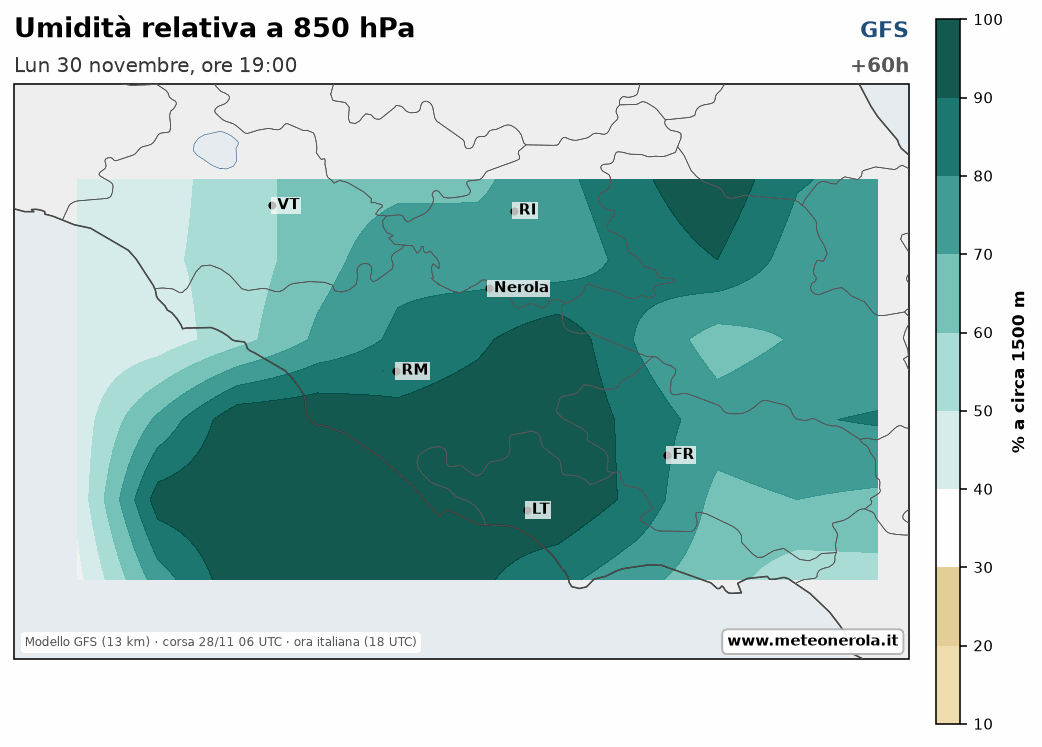 Umidità relativa a 850 hPa
GFS
Lun 30 novembre, ore 19:00
+60h
VT
RI
Nerola
RM
FR
LT
Modello GFS (13 km) · corsa 28/11 06 UTC · ora italiana (18 UTC)
www.meteonerola.it
100
90
80
70
60
50
40
30
20
10
% a circa 1500 m